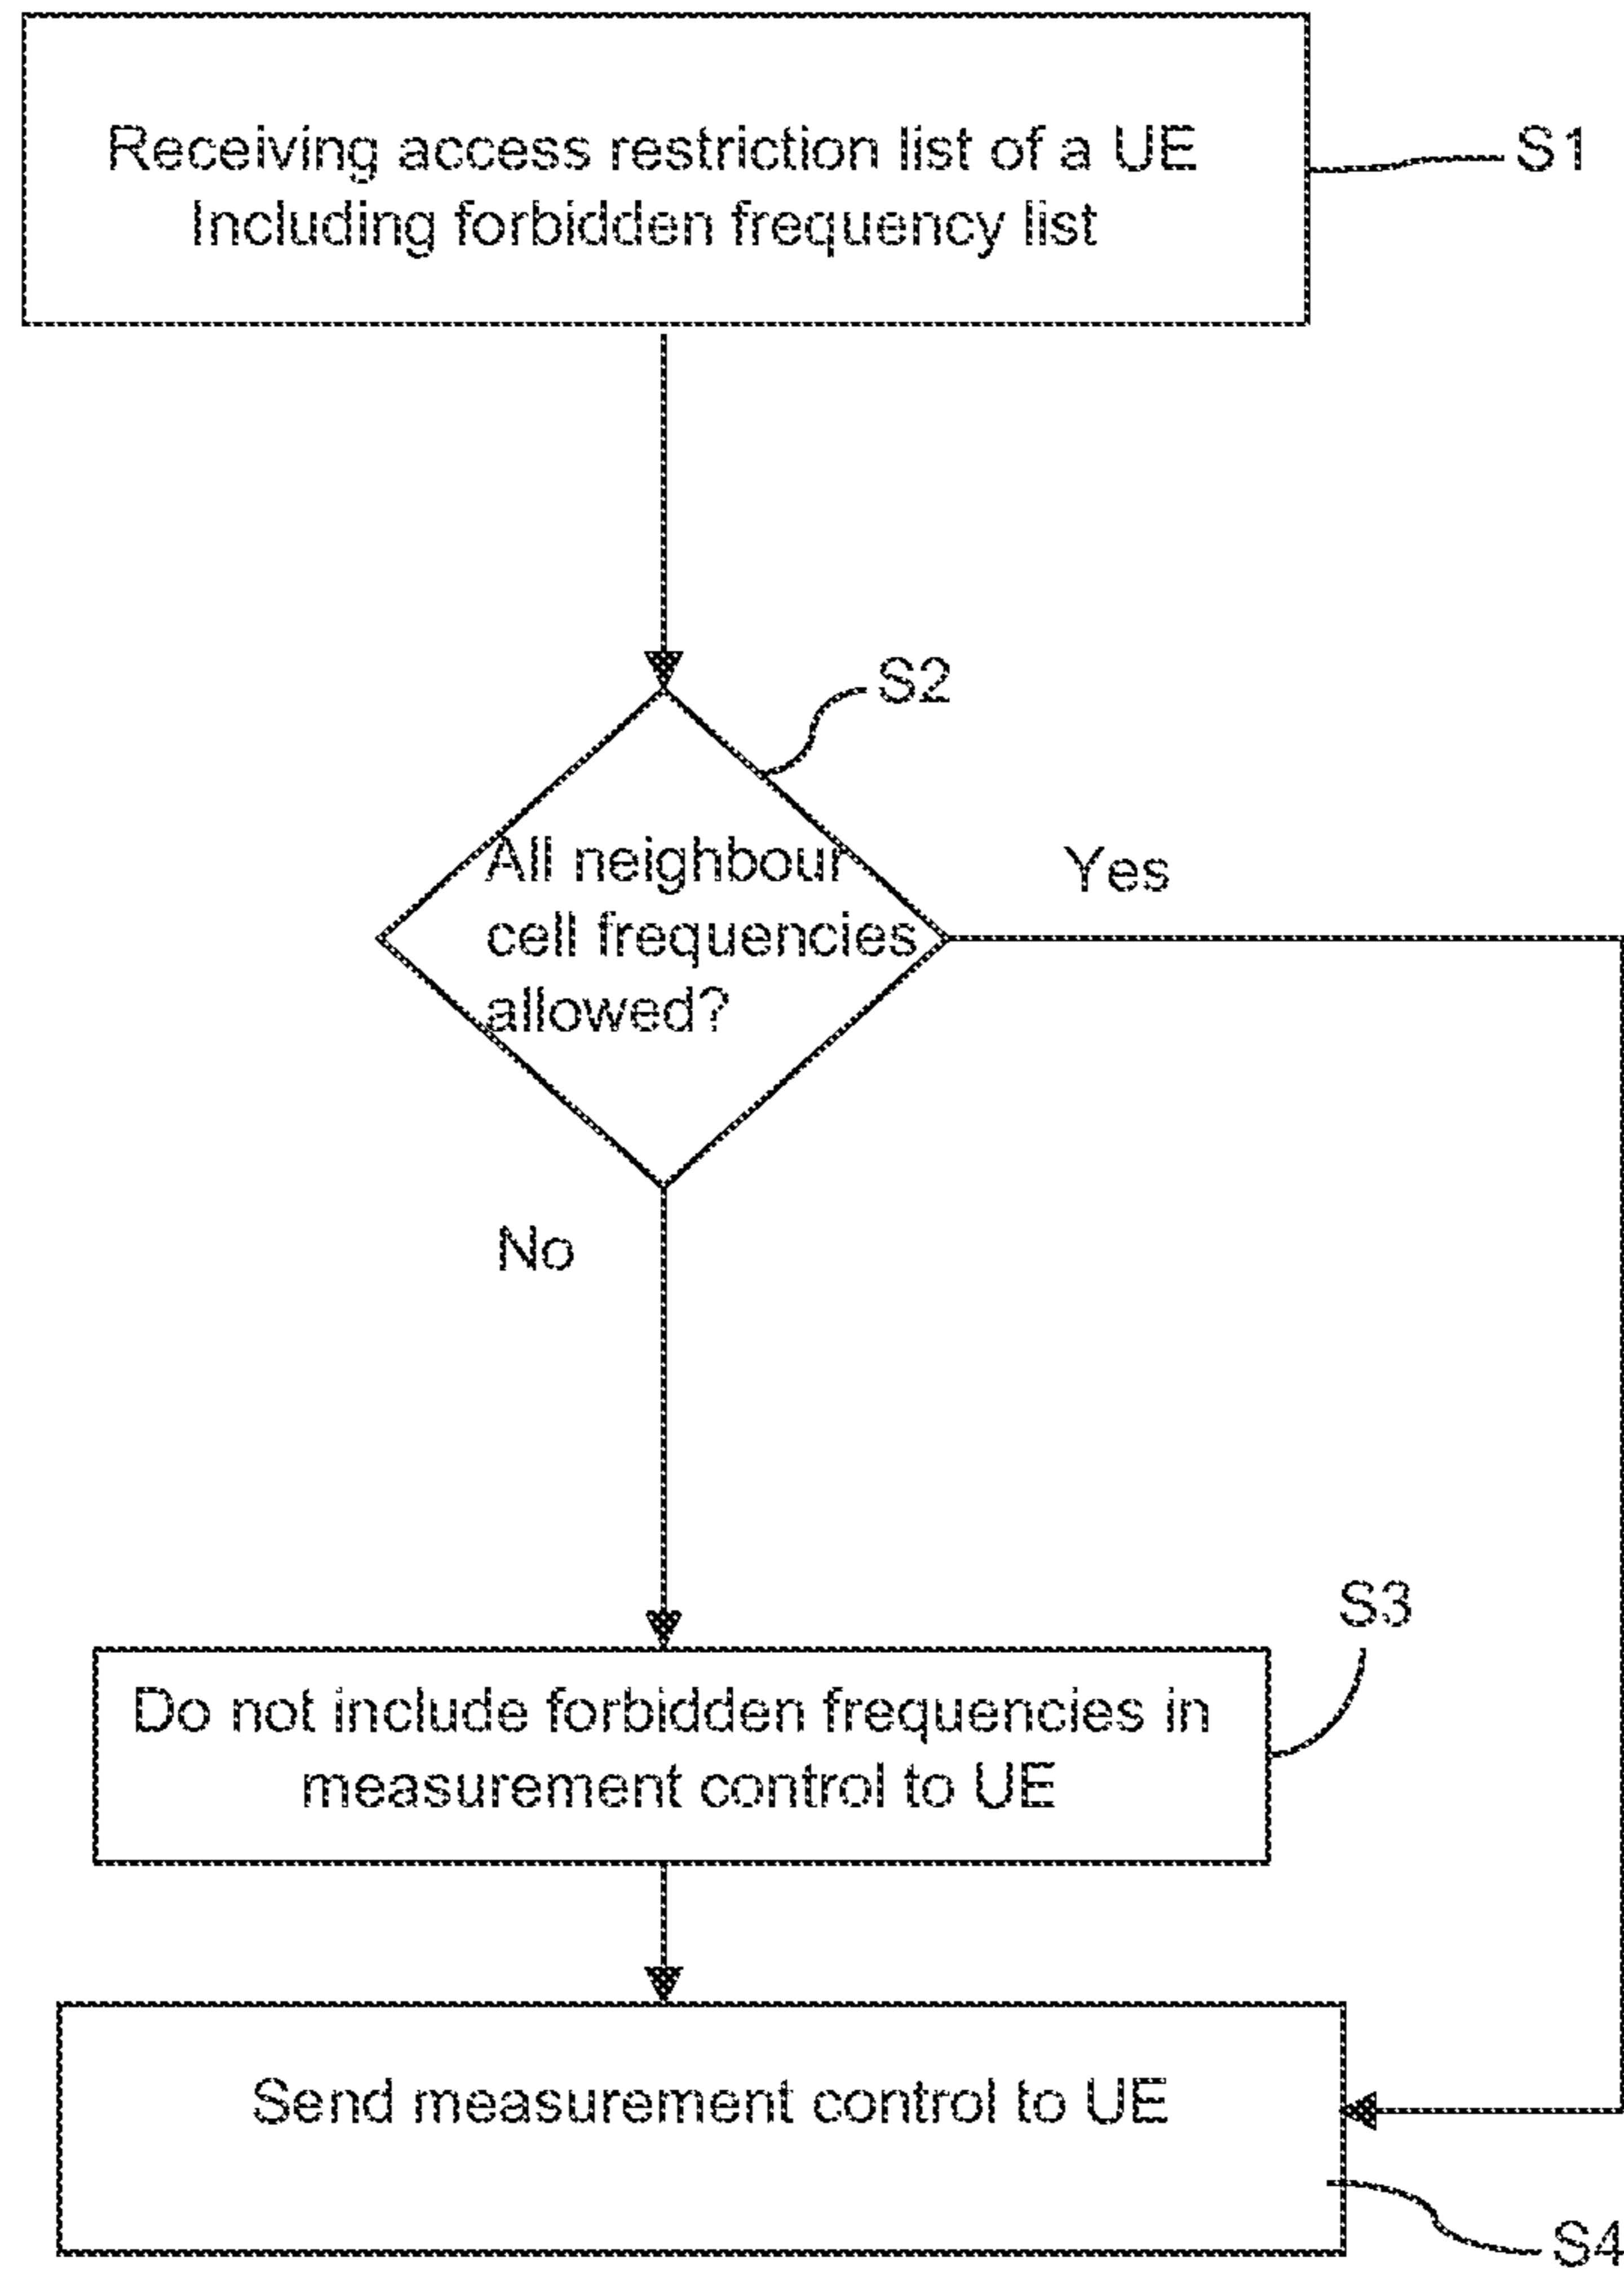 Receiving access restriction list of a UE
Including forbidden frequency list
S1
S2
All neighbour
cell frequencies
allowed?
Yes
No
S3
Do not include forbidden frequencies in
measurement control to UE
Send measurement control to UE
S4